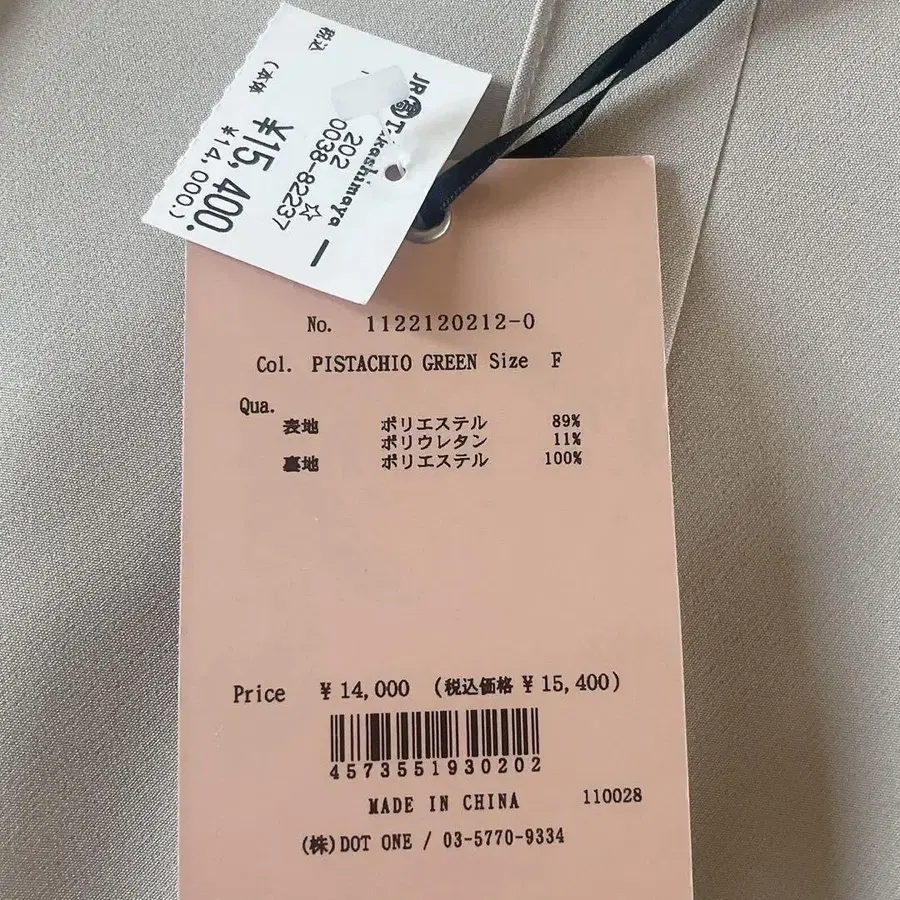 JR Takashimaya
202
0038-82237
☆
税込 ¥15,400.
(本体 ¥14,000.)
No. 1122120212-0
Col. PISTACHIO GREEN Size F
Qua.
表地 ポリエステル 89%
ポリウレタン 11%
裏地 ポリエステル 100%
Price ¥14,000 (税込価格 ¥15,400)
4573551930202
MADE IN CHINA 110028
(株)DOT ONE / 03-5770-9334